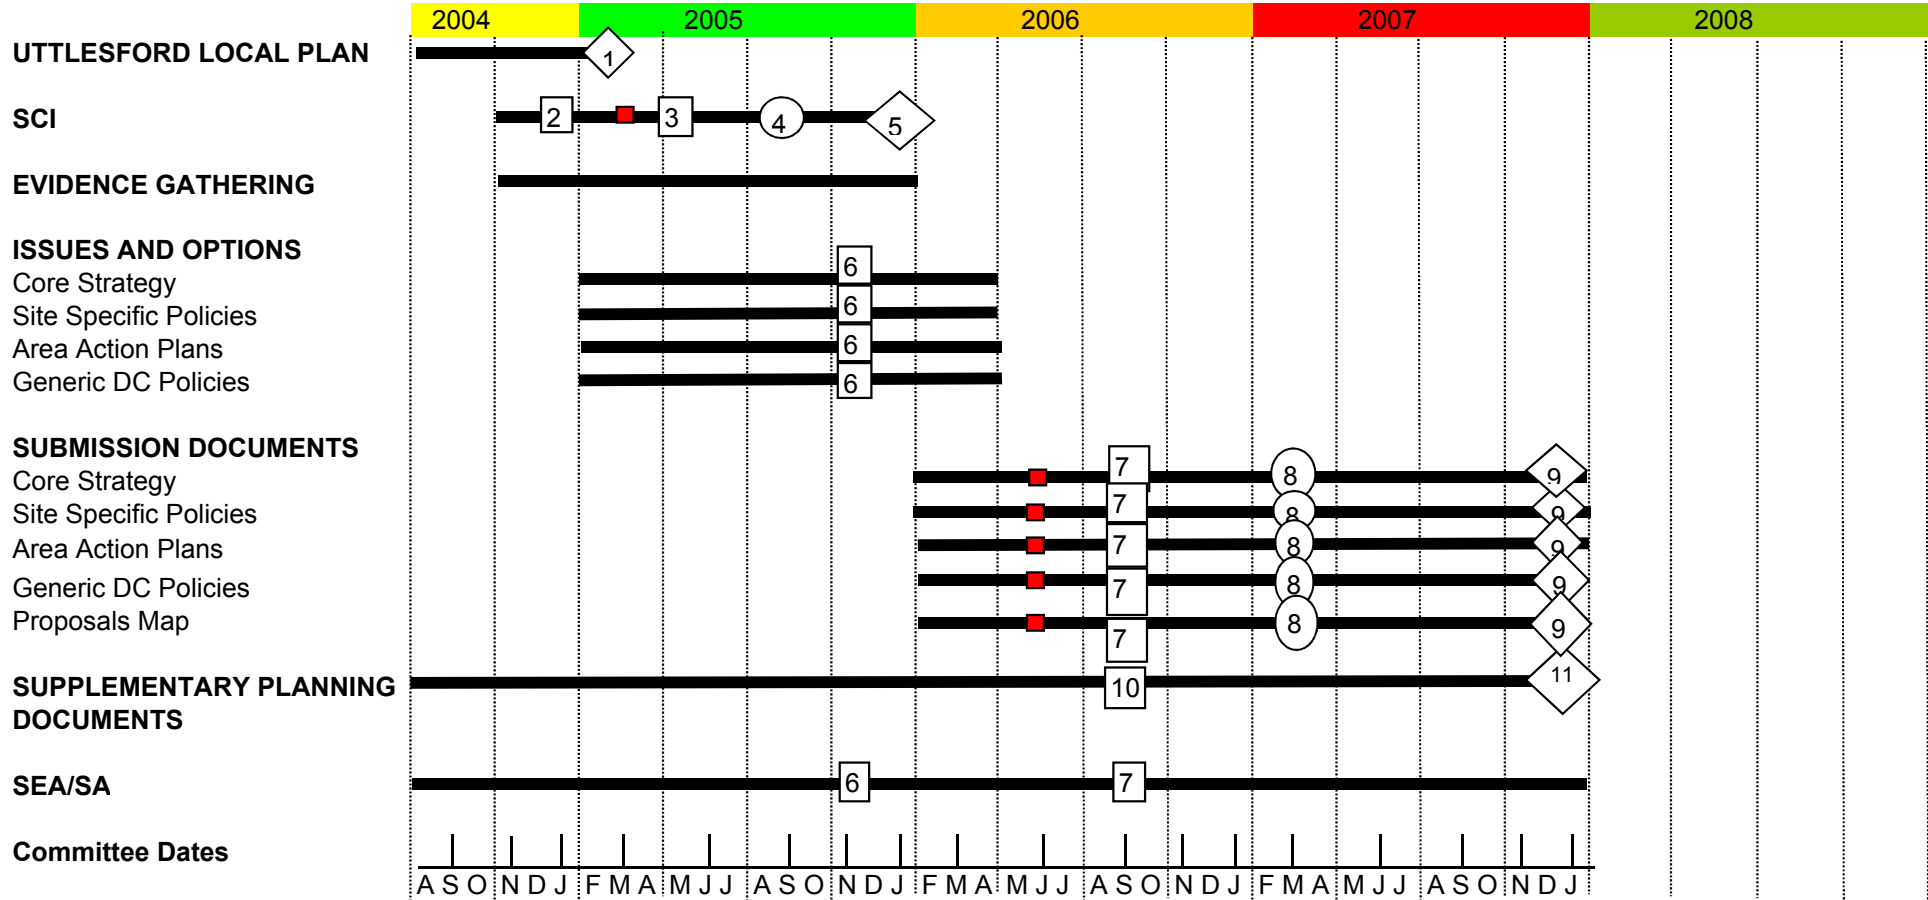 2004 2005 2006 2007 2008
UTTLESFORD LOCAL PLAN 1
SCI 2 3 4 5
EVIDENCE GATHERING
ISSUES AND OPTIONS
Core Strategy 6
Site Specific Policies 6
Area Action Plans 6
Generic DC Policies 6
SUBMISSION DOCUMENTS
Core Strategy 7 8 9
Site Specific Policies 7 8 9
Area Action Plans 7 8 9
Generic DC Policies 7 8 9
Proposals Map 7 8 9
SUPPLEMENTARY PLANNING 10 11
DOCUMENTS
SEA/SA 6 7
Committee Dates
A S O N D J F M A M J J A S O N D J F M A M J J A S O N D J F M A M J J A S O N D J